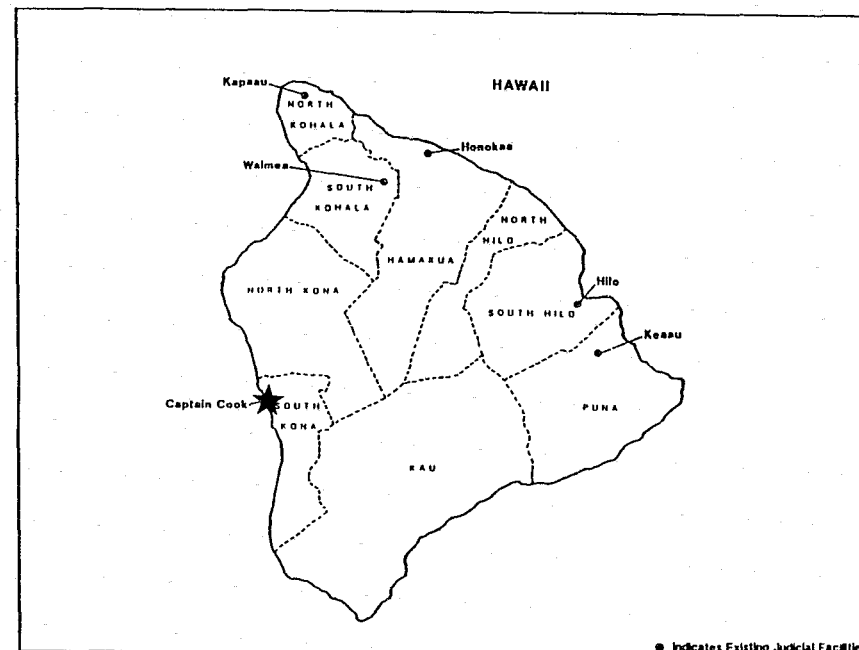 HAWAII
Kapaau
NORTH
KOHALA
Honokaa
Waimea
SOUTH
KOHALA
NORTH
HILO
HAMAKUA
NORTH KONA
Hilo
SOUTH HILO
Keaau
Captain Cook
SOUTH
KONA
PUNA
KAU
● Indicates Existing Judicial Facilitie